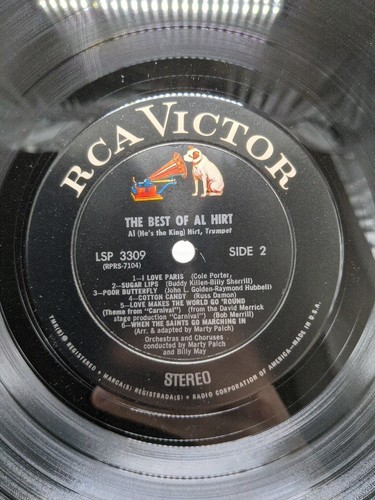 RCA VICTOR
THE BEST OF AL HIRT
Al (He's the King) Hirt, Trumpet
LSP 3309 SIDE 2
(RPRS-7104)
1—I LOVE PARIS (Cole Porter)
2—SUGAR LIPS (Buddy Killen-Billy Sherrill)
3—POOR BUTTERFLY (John L. Golden-Raymond Hubbell)
4—COTTON CANDY (Russ Damon)
5—LOVE MAKES THE WORLD GO 'ROUND
(Theme from "Carnival") (from the David Merrick
stage production "Carnival") (Bob Merrill)
6—WHEN THE SAINTS GO MARCHING IN
(Arr. & adapted by Marty Paich)
Orchestras and Choruses
conducted by Marty Paich
and Billy May
STEREO
TMK(S) ® REGISTERED • MARCA(S) REGISTRADA(S) • RADIO CORPORATION OF AMERICA—MADE IN U.S.A.